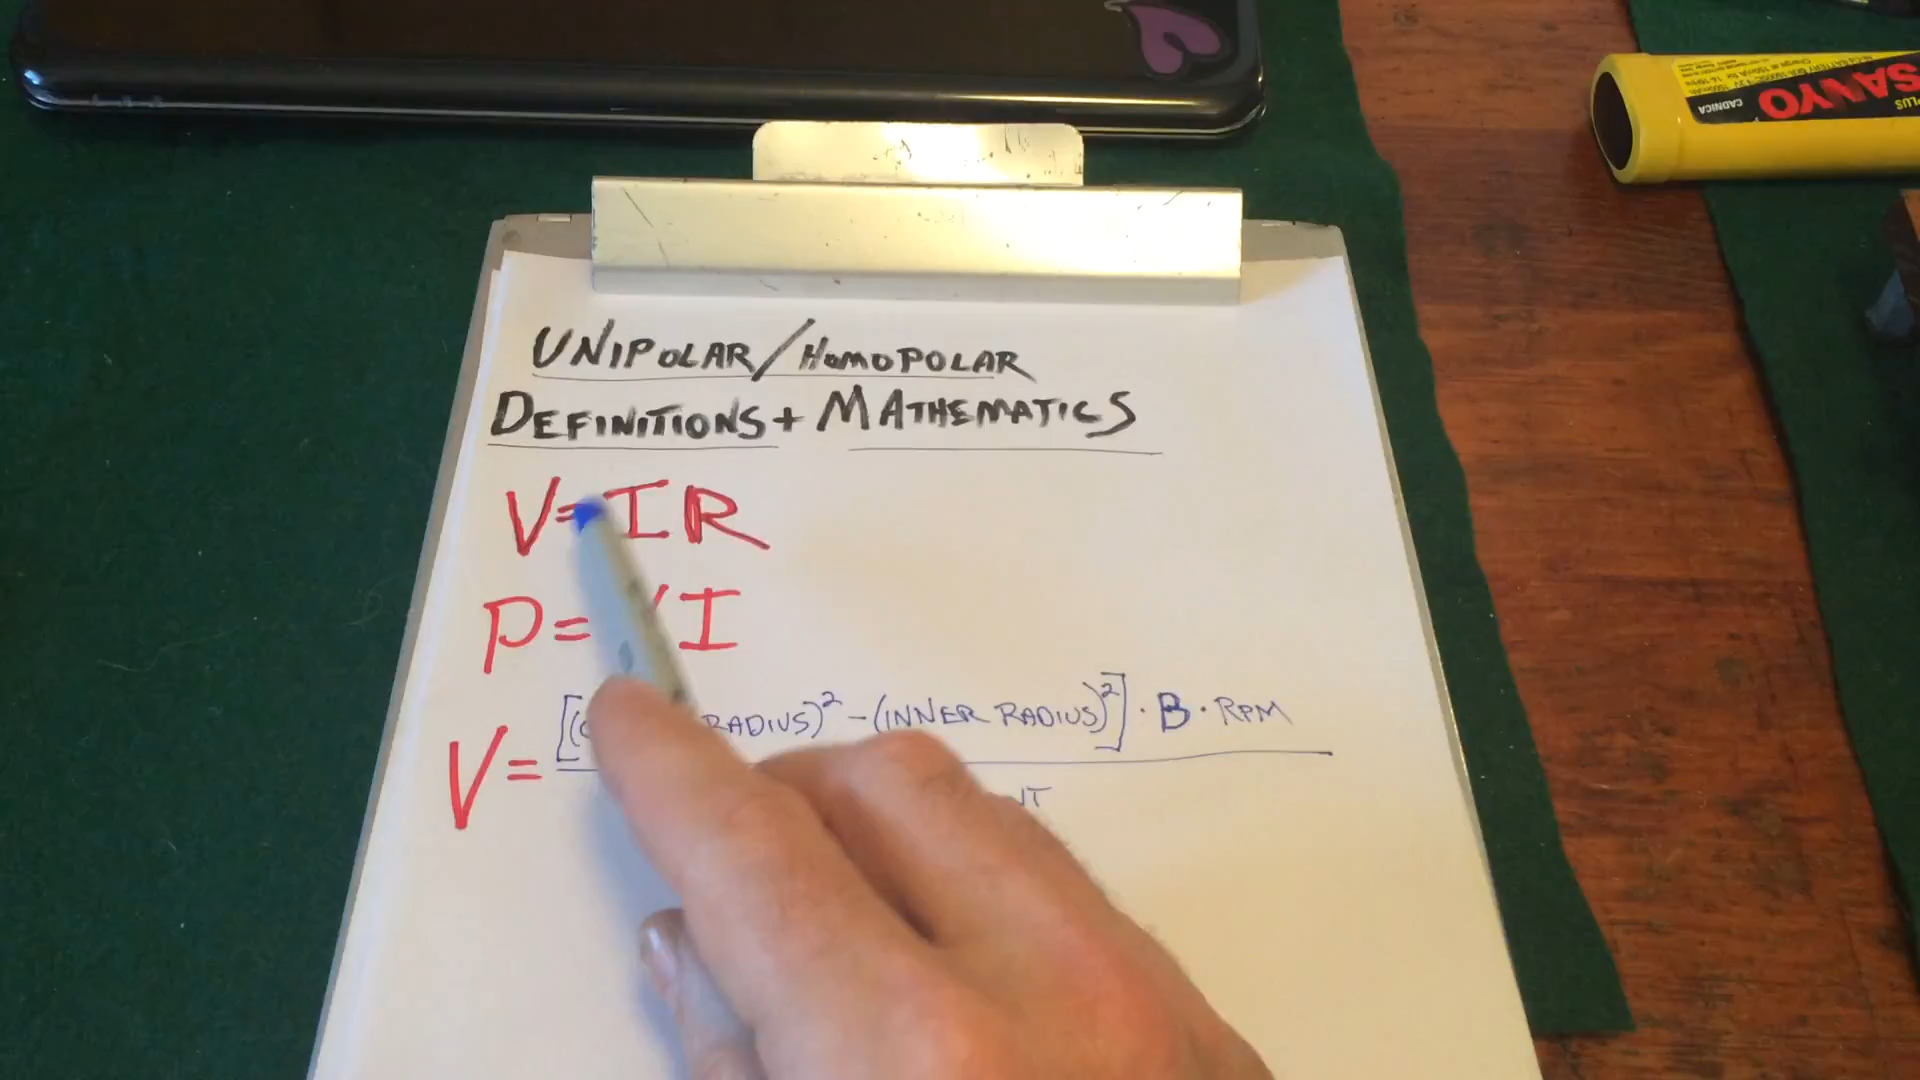 UNIPOLAR/HOMOPOLAR
DEFINITIONS + MATHEMATICS
V=IR
P= I
V= [( RADIUS)² - (INNER RADIUS)²] · B · RPM
SANYO
CADNICA